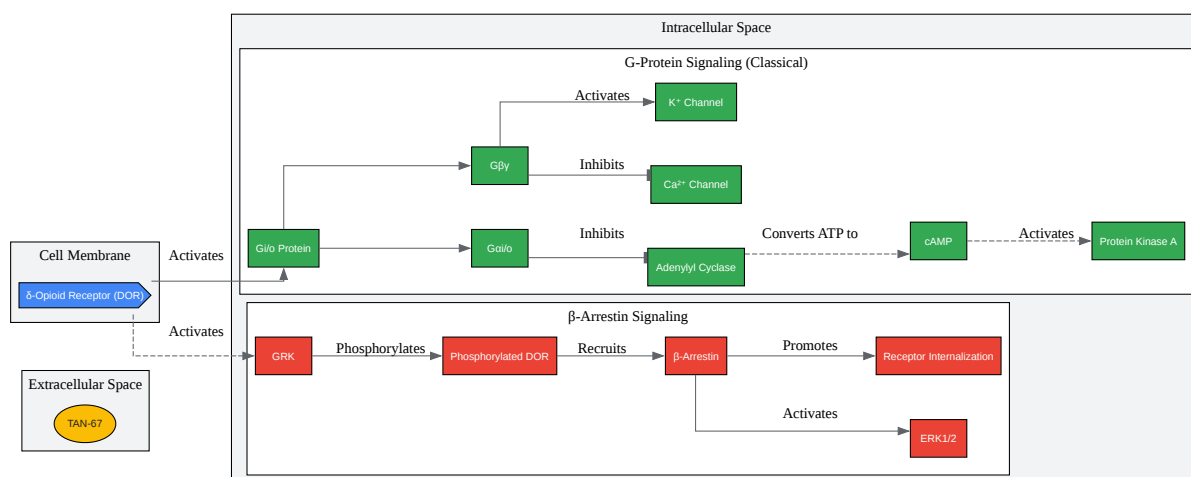 Intracellular Space
G-Protein Signaling (Classical)
Activates
K⁺ Channel
Gβγ
Inhibits
Ca²⁺ Channel
Gi/o Protein
Gαi/o
Inhibits
Adenylyl Cyclase
Converts ATP to
cAMP
Activates
Protein Kinase A
Cell Membrane
δ-Opioid Receptor (DOR)
Activates
Activates
β-Arrestin Signaling
GRK
Phosphorylates
Phosphorylated DOR
Recruits
β-Arrestin
Promotes
Receptor Internalization
Activates
ERK1/2
Extracellular Space
TAN-67